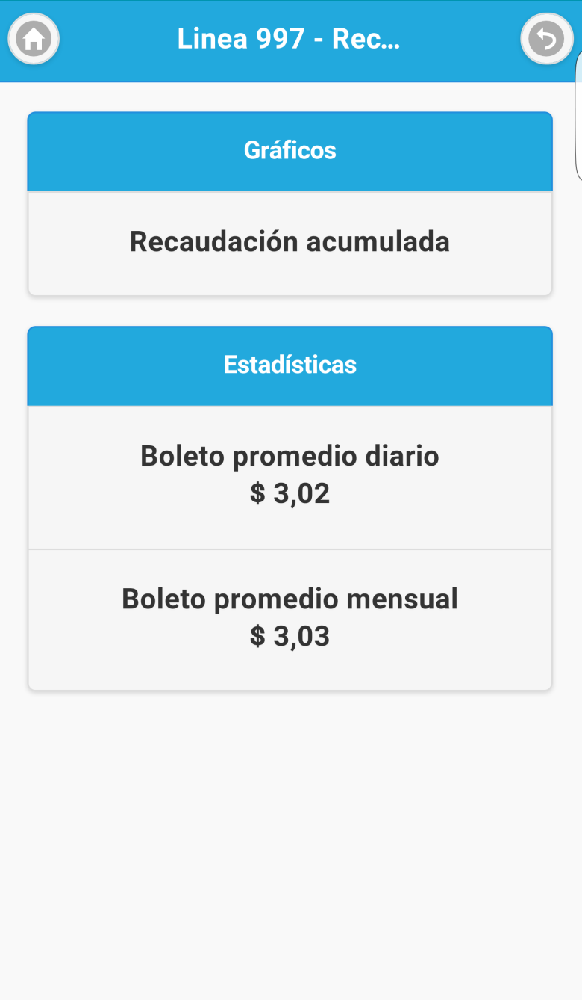 Linea 997 - Rec...
Gráficos
Recaudación acumulada
Estadísticas
Boleto promedio diario
$ 3,02
Boleto promedio mensual
$ 3,03